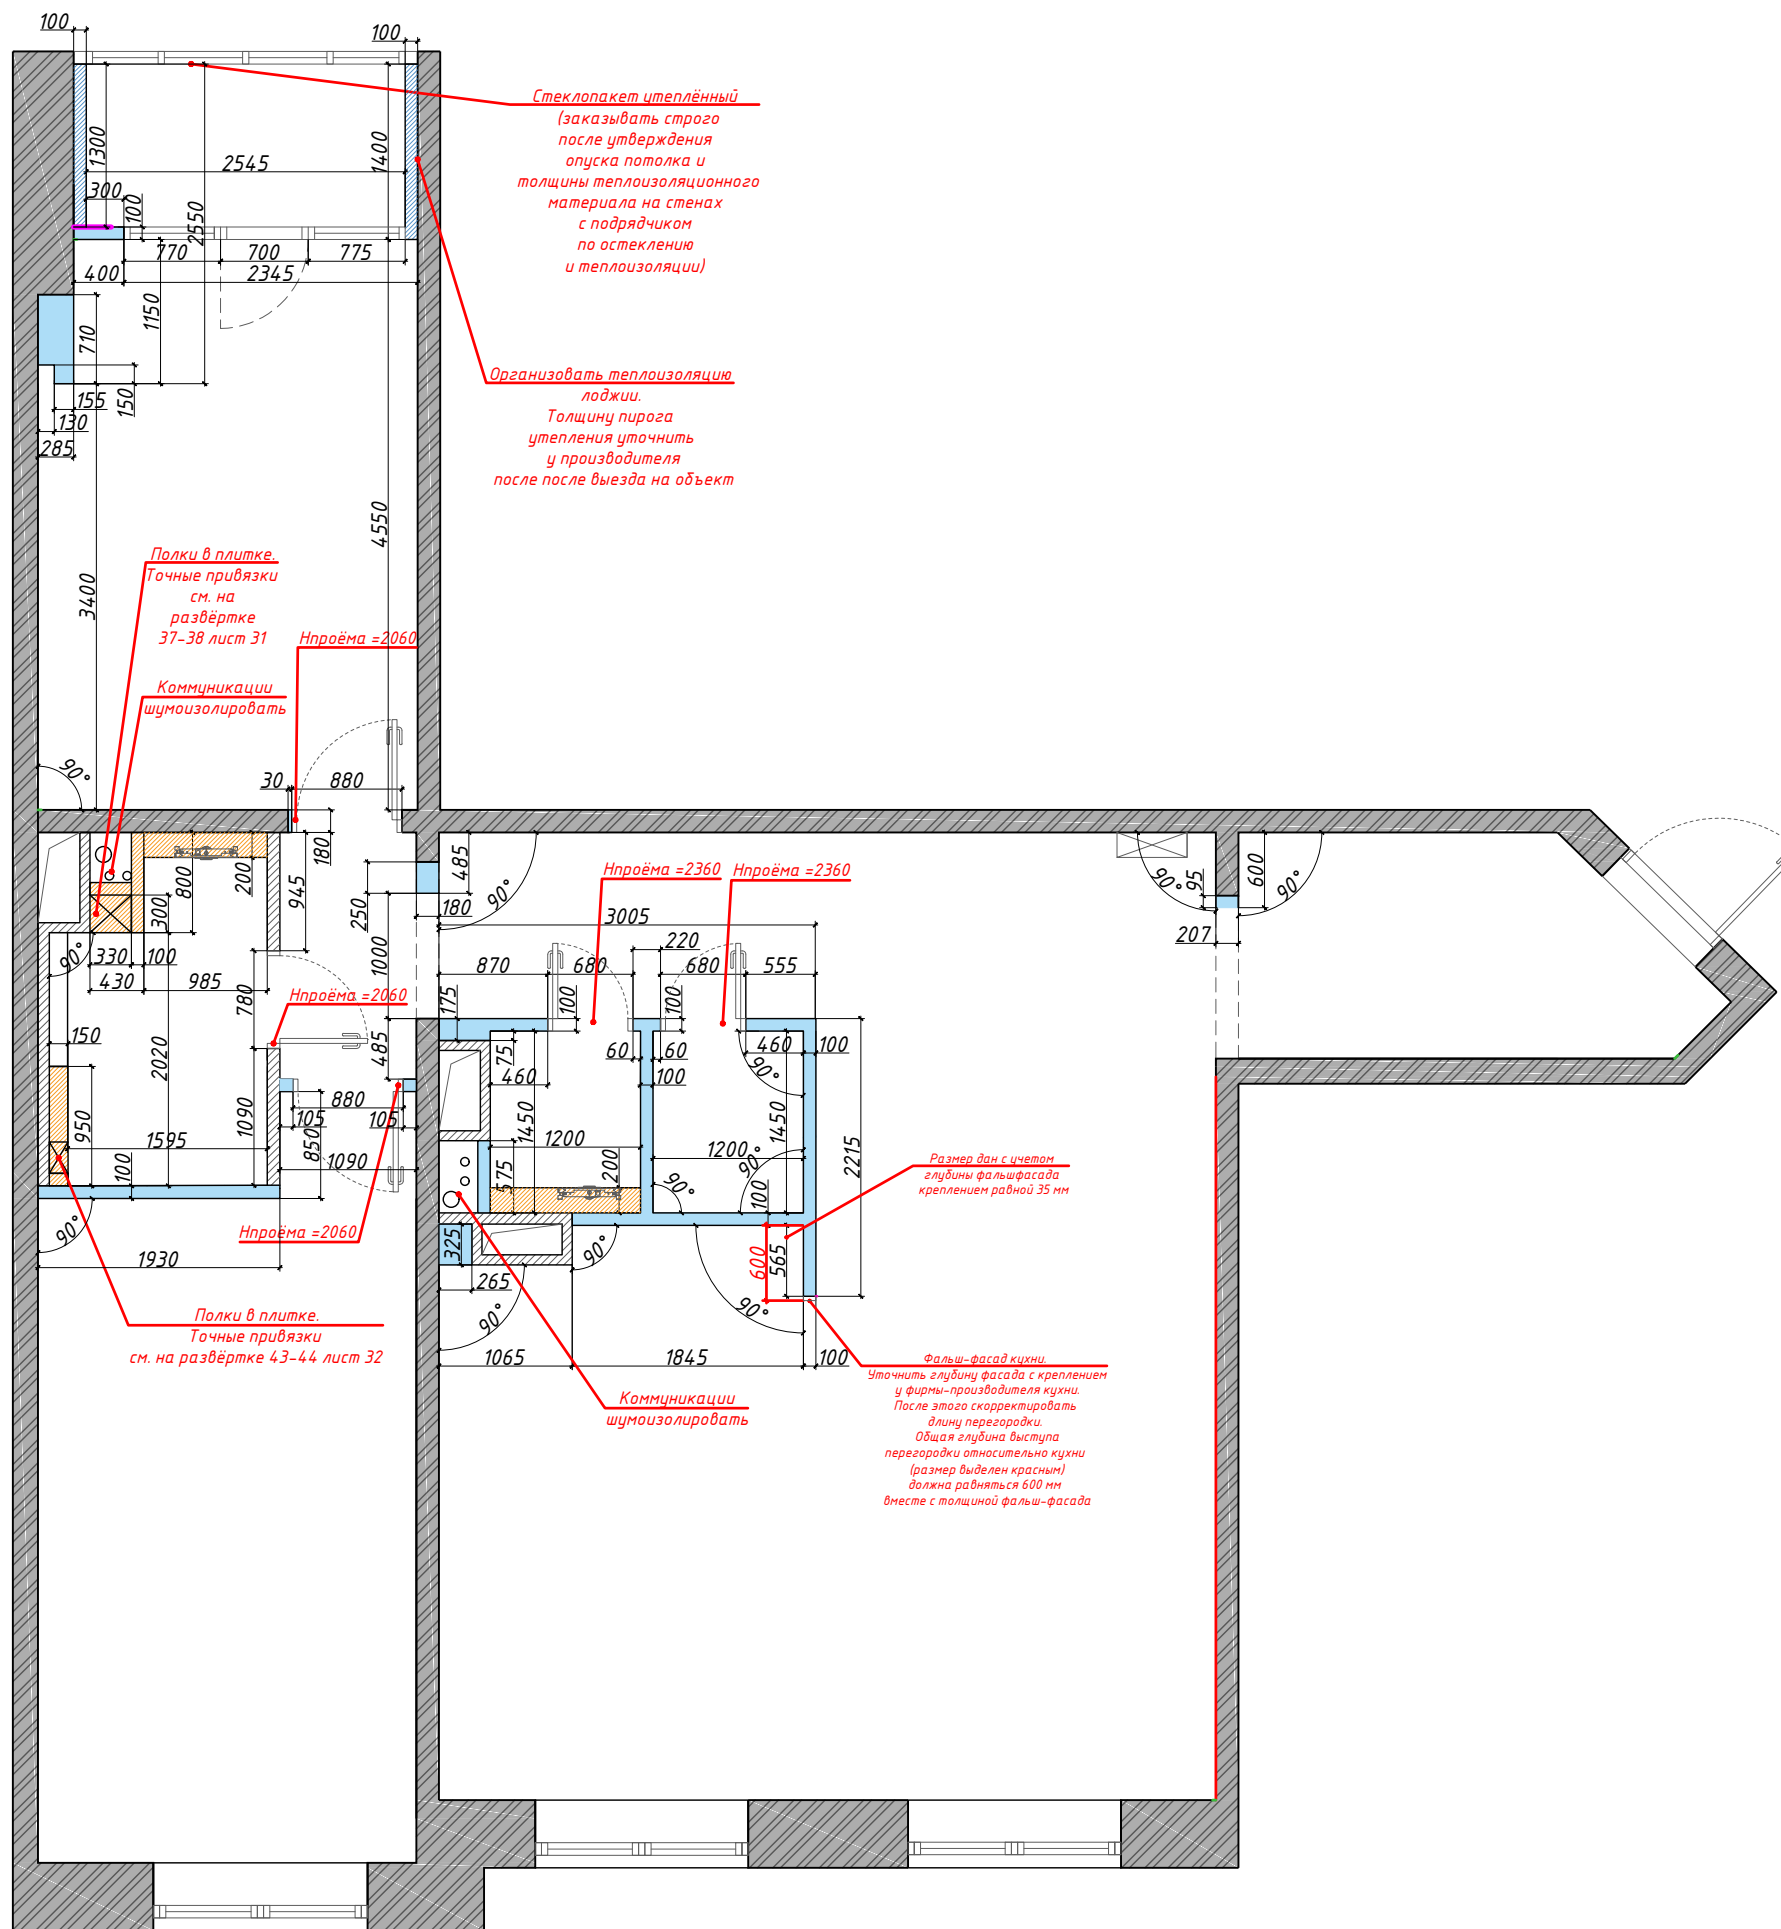 100
100
Стеклопакет утеплённый
(заказывать строго
после утверждения
опуска потолка и
толщины теплоизоляционного
материала на стенах
с подрядчиком
по остеклению
и теплоизоляции)
1300
2545
1400
300
100
2550
770
700
775
400
2345
1150
710
Организовать теплоизоляцию
лоджии.
Толщину пирога
утепления уточнить
у производителя
после после выезда на объект
155
150
130
285
4550
3400
Полки в плитке.
Точные привязки
см. на
развёртке
37-38 лист 31
Нпроёма =2060
Коммуникации
шумоизолировать
90°
30
880
180
800
200
945
485
90°
250
180
Нпроёма =2360
Нпроёма =2360
3005
90°
95
600
90°
207
300
90°
330
100
430
985
1000
220
870
680
680
555
780
Нпроёма =2060
175
100
100
150
2020
485
75
60
60
460
100
90°
460
100
950
1090
880
105
105
850
1450
1450
2215
1595
1090
1200
1200
90°
100
575
200
90°
100
Размер дан с учетом
глубины фальшфасада
креплением равной 35 мм
90°
Нпроёма =2060
325
90°
600
565
1930
265
90°
90°
Полки в плитке.
Точные привязки
см. на развёртке 43-44 лист 32
1065
1845
100
Коммуникации
шумоизолировать
Фальш-фасад кухни.
Уточнить глубину фасада с креплением
у фирмы-производителя кухни.
После этого скорректировать
длину перегородки.
Общая глубина выступа
перегородки относительно кухни
(размер выделен красным)
должна равняться 600 мм
вместе с толщиной фальш-фасада